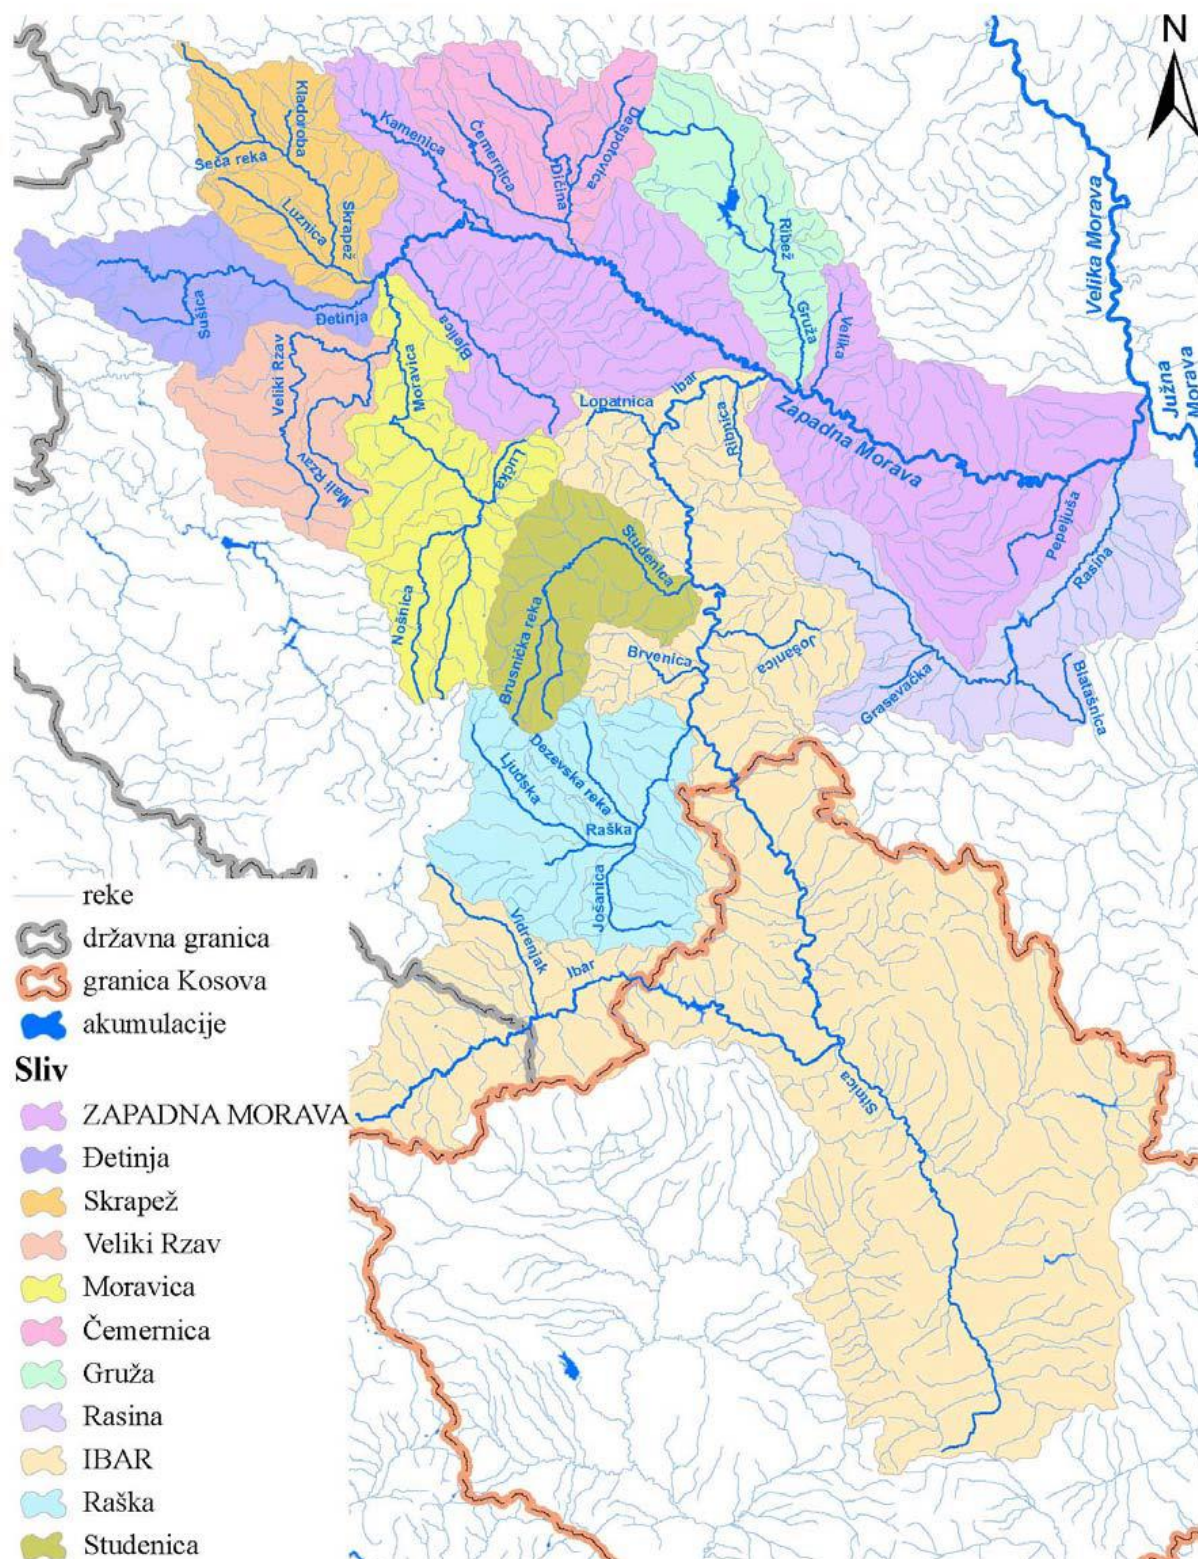 N
Kladoroba
Seča reka
Luznica
Skrapež
Kamenica
Čemernica
Dičina
Despotovica
Ribež
Gruža
Velika
Velika Morava
Južna
Morava
Sušica
Đetinja
Bjelica
Moravica
Veliki Rzav
Mali Rzav
Lučka
Lopatnica
Ibar
Ribnica
Zapadna Morava
Pepeljuša
Rasina
Studenica
Nošnica
Brusnička reka
Brvenica
Jošanica
Grasevačka
Blatašnica
Dezevska reka
Ljudska
Raška
Jošanica
Vidrenjak
Ibar
Sitnica
reke
državna granica
granica Kosova
akumulacije
Sliv
ZAPADNA MORAVA
Đetinja
Skrapež
Veliki Rzav
Moravica
Čemernica
Gruža
Rasina
IBAR
Raška
Studenica